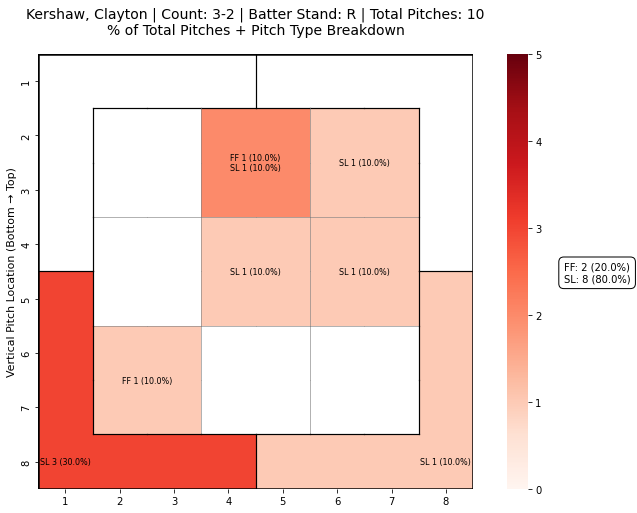 Kershaw, Clayton | Count: 3-2 | Batter Stand: R | Total Pitches: 10
% of Total Pitches + Pitch Type Breakdown
Vertical Pitch Location (Bottom → Top)
1
2
3
4
5
6
7
8
FF 1 (10.0%)
SL 1 (10.0%)
SL 1 (10.0%)
SL 1 (10.0%)
SL 1 (10.0%)
FF 1 (10.0%)
SL 3 (30.0%)
SL 1 (10.0%)
1
2
3
4
5
6
7
8
5
4
3
2
1
0
FF: 2 (20.0%)
SL: 8 (80.0%)